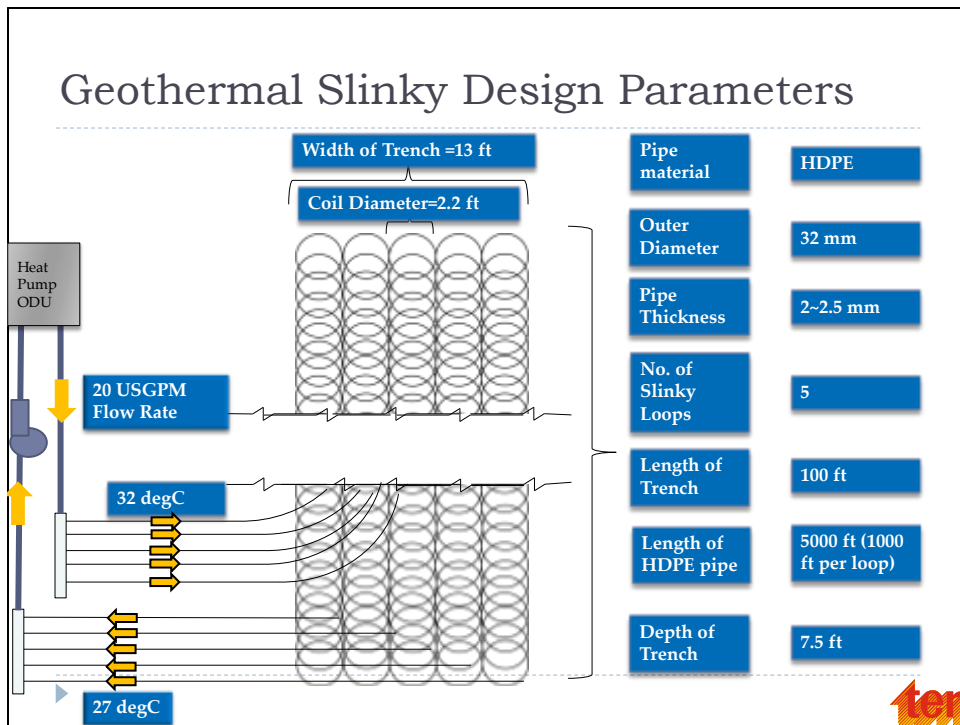 Geothermal Slinky Design Parameters
Width of Trench =13 ft
Coil Diameter=2.2 ft
Heat
Pump
ODU
20 USGPM
Flow Rate
32 degC
27 degC
Pipe
material
HDPE
Outer
Diameter
32 mm
Pipe
Thickness
2~2.5 mm
No. of
Slinky
Loops
5
Length of
Trench
100 ft
Length of
HDPE pipe
5000 ft (1000
ft per loop)
Depth of
Trench
7.5 ft
ter